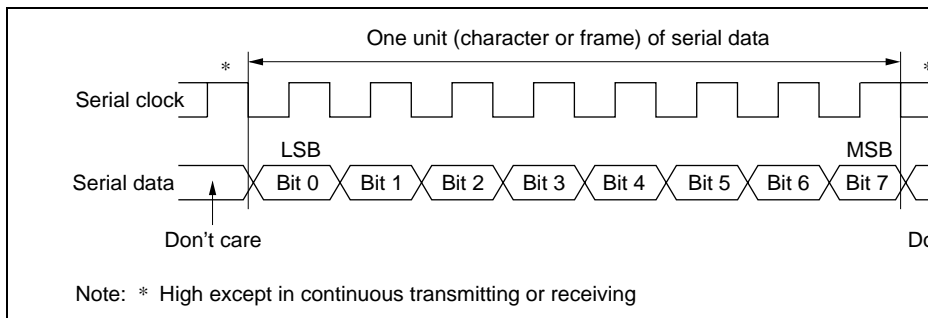 One unit (character or frame) of serial data
* *
Serial clock
LSB MSB
Serial data Bit 0 Bit 1 Bit 2 Bit 3 Bit 4 Bit 5 Bit 6 Bit 7
Don't care
Note: * High except in continuous transmitting or receiving